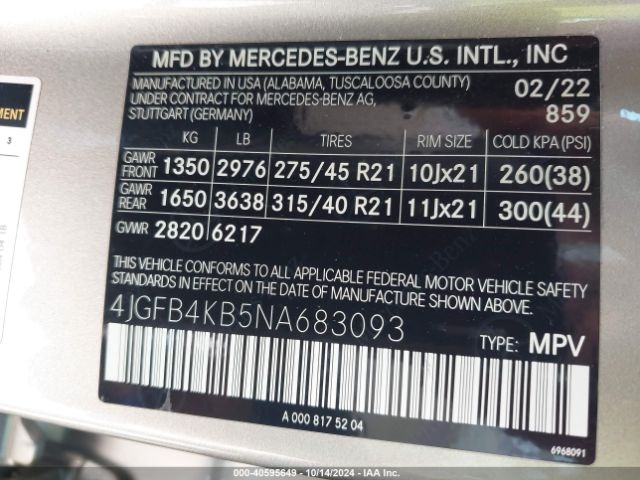 MFD BY MERCEDES-BENZ U.S. INTL., INC
MANUFACTURED IN USA (ALABAMA, TUSCALOOSA COUNTY) 02/22
UNDER CONTRACT FOR MERCEDES-BENZ AG, 859
STUTTGART (GERMANY)
KG LB TIRES RIM SIZE COLD KPA (PSI)
GAWR FRONT 1350 2976 275/45 R21 10Jx21 260(38)
GAWR REAR 1650 3638 315/40 R21 11Jx21 300(44)
GVWR 2820 6217
THIS VEHICLE CONFORMS TO ALL APPLICABLE FEDERAL MOTOR VEHICLE SAFETY
STANDARDS IN EFFECT ON THE DATE OF MANUFACTURE SHOWN ABOVE.
4JGFB4KB5NA683093
TYPE: MPV
A 000 817 52 04
6968091
000-40595649 - 10/14/2024 - IAA Inc.
3